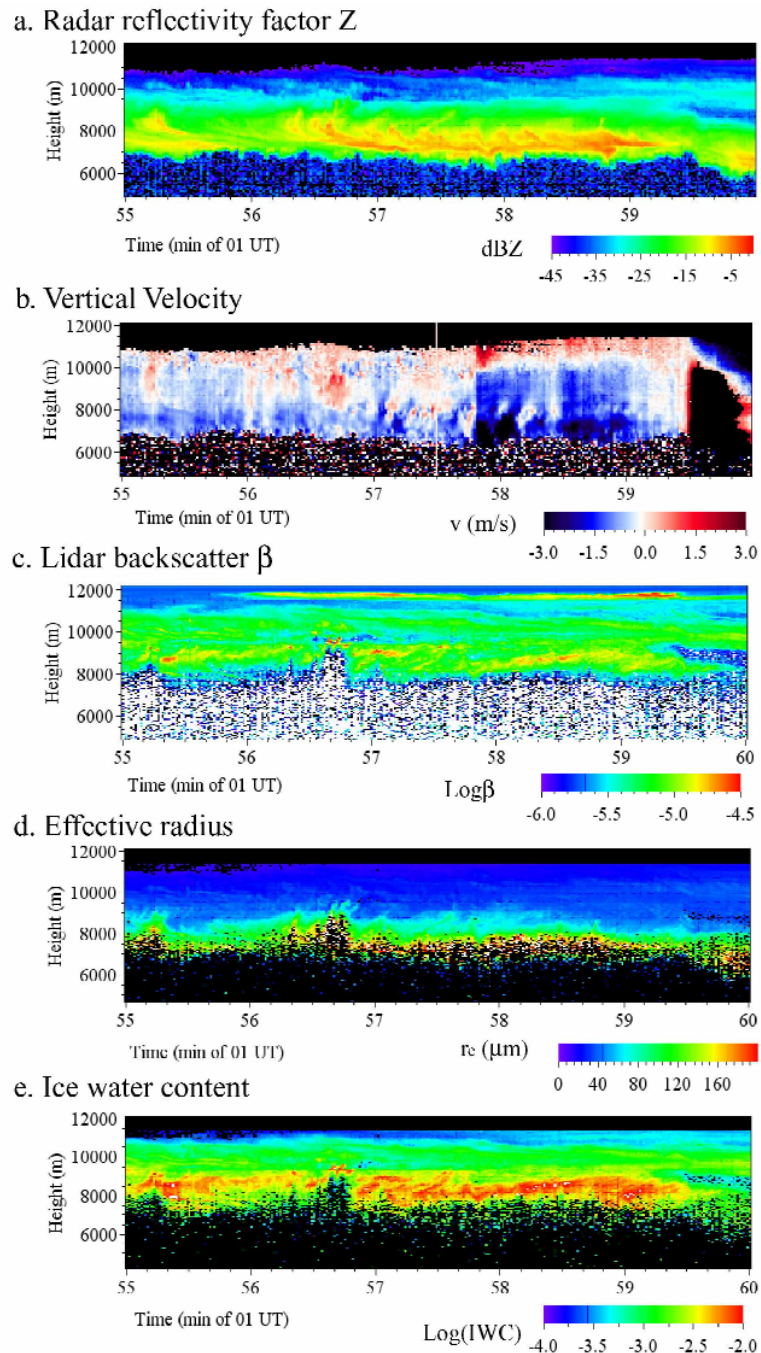 a. Radar reflectivity factor Z
12000
10000
8000
6000
Height (m)
55 56 57 58 59
Time (min of 01 UT)
dBZ
-45 -35 -25 -15 -5
b. Vertical Velocity
12000
10000
8000
6000
Height (m)
55 56 57 58 59
Time (min of 01 UT)
v (m/s)
-3.0 -1.5 0.0 1.5 3.0
c. Lidar backscatter β
12000
10000
8000
6000
Height (m)
55 56 57 58 59 60
Time (min of 01 UT)
Logβ
-6.0 -5.5 -5.0 -4.5
d. Effective radius
12000
10000
8000
6000
Height (m)
55 56 57 58 59 60
Time (min of 01 UT)
re (μm)
0 40 80 120 160
e. Ice water content
12000
10000
8000
6000
Height (m)
55 56 57 58 59 60
Time (min of 01 UT)
Log(IWC)
-4.0 -3.5 -3.0 -2.5 -2.0